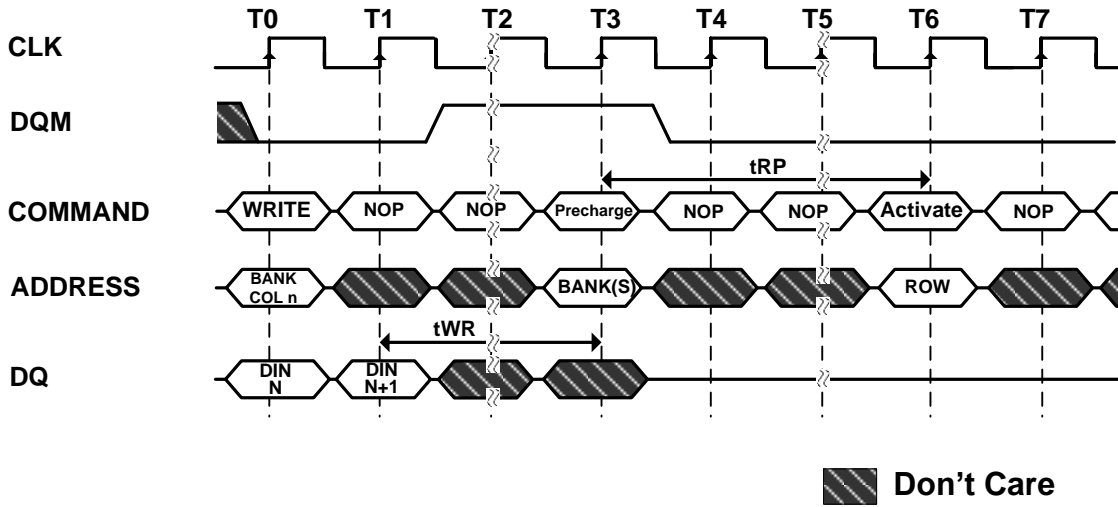 T0 T1 T2 T3 T4 T5 T6 T7
CLK
DQM
tRP
COMMAND WRITE NOP NOP Precharge NOP NOP Activate NOP
ADDRESS BANK COL n BANK(S) ROW
tWR
DQ DIN N DIN N+1
Don't Care